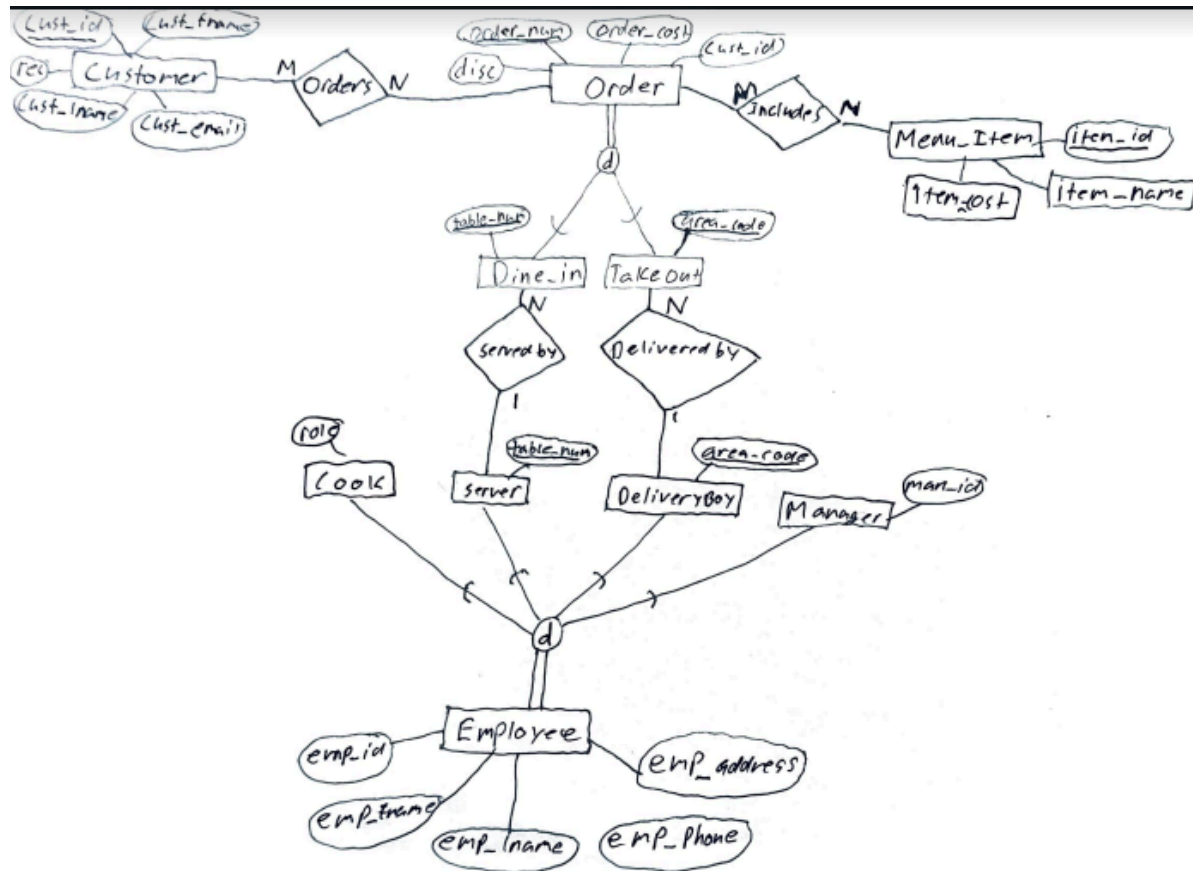 Cust_id
Cust_fname
rec
Customer
Cust_lname
Cust_email
M
Orders
N
order_num
order_cost
Cust_id
disc
Order
M
Includes
N
Menu_Item
item_id
Item_cost
item_name
d
table_num
area_code
Dine_in
Takeout
N
N
served by
Delivered by
1
1
role
table_num
area_code
man_id
Cook
server
DeliveryBoy
Manager
d
Employee
emp_id
emp_address
emp_fname
emp_lname
emp_phone